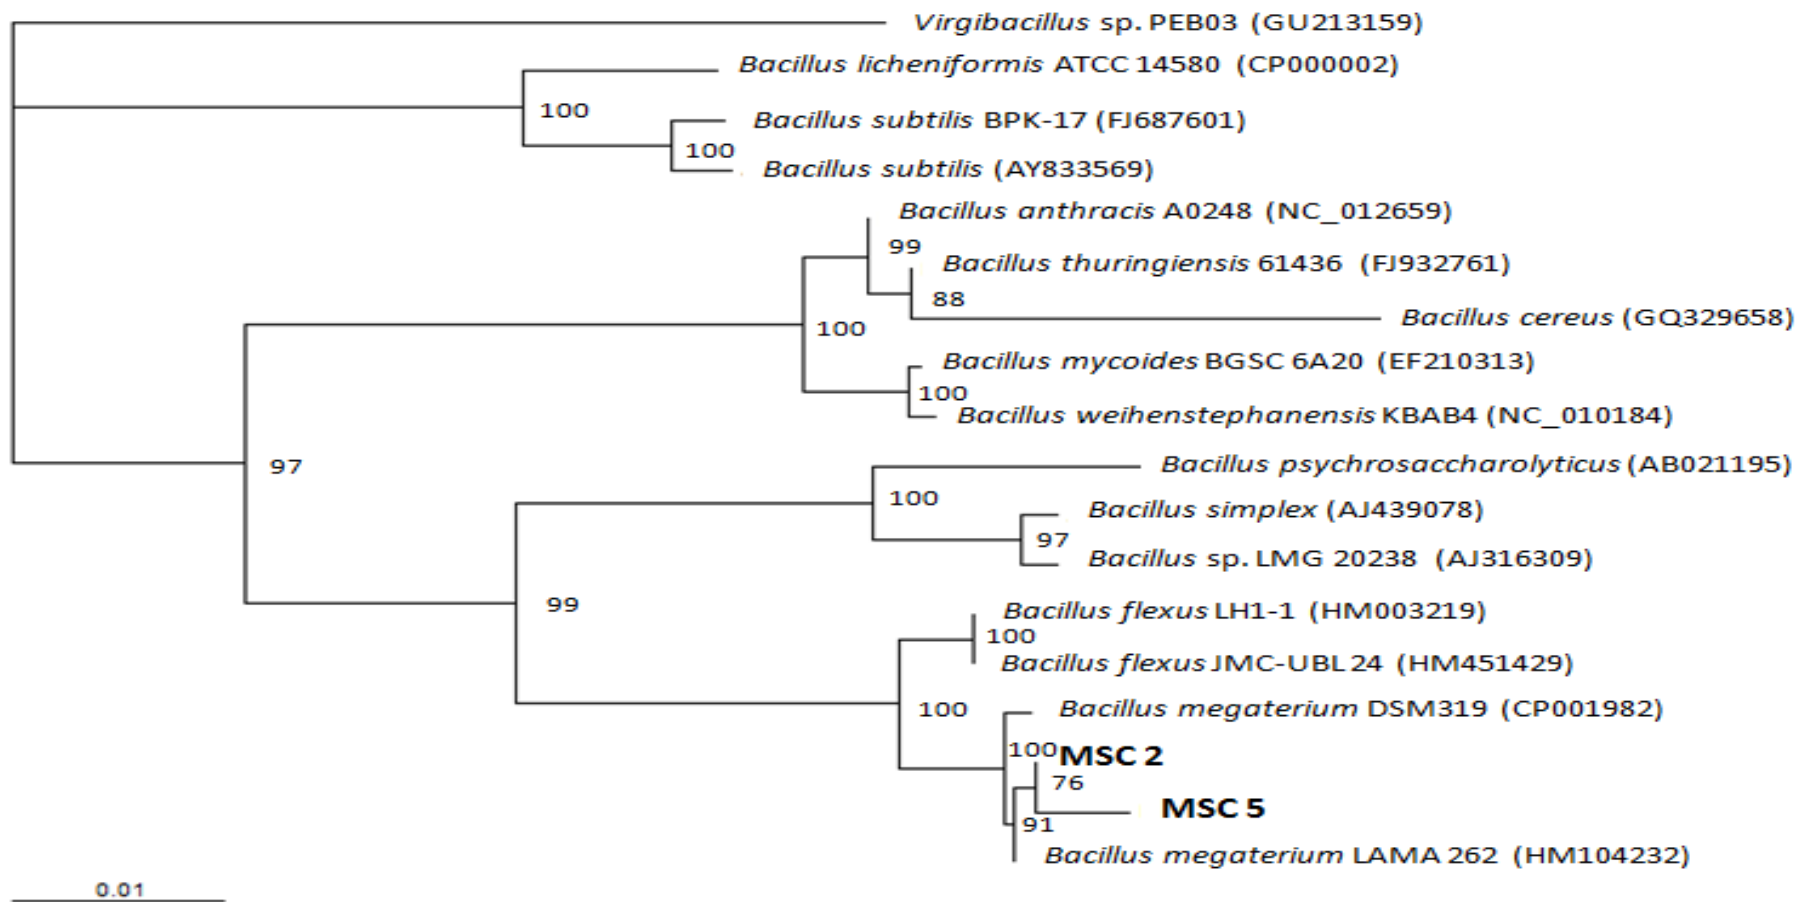 Virgibacillus sp. PEB03 (GU213159)
Bacillus licheniformis ATCC 14580 (CP000002)
100
Bacillus subtilis BPK-17 (FJ687601)
100
Bacillus subtilis (AY833569)
Bacillus anthracis A0248 (NC_012659)
99
Bacillus thuringiensis 61436 (FJ932761)
88
Bacillus cereus (GQ329658)
100
Bacillus mycoides BGSC 6A20 (EF210313)
100
Bacillus weihenstephanensis KBAB4 (NC_010184)
97
Bacillus psychrosaccharolyticus (AB021195)
100
Bacillus simplex (AJ439078)
97
Bacillus sp. LMG 20238 (AJ316309)
99
Bacillus flexus LH1-1 (HM003219)
100
Bacillus flexus JMC-UBL 24 (HM451429)
100
Bacillus megaterium DSM319 (CP001982)
100 MSC 2
76
MSC 5
91
Bacillus megaterium LAMA 262 (HM104232)
0.01